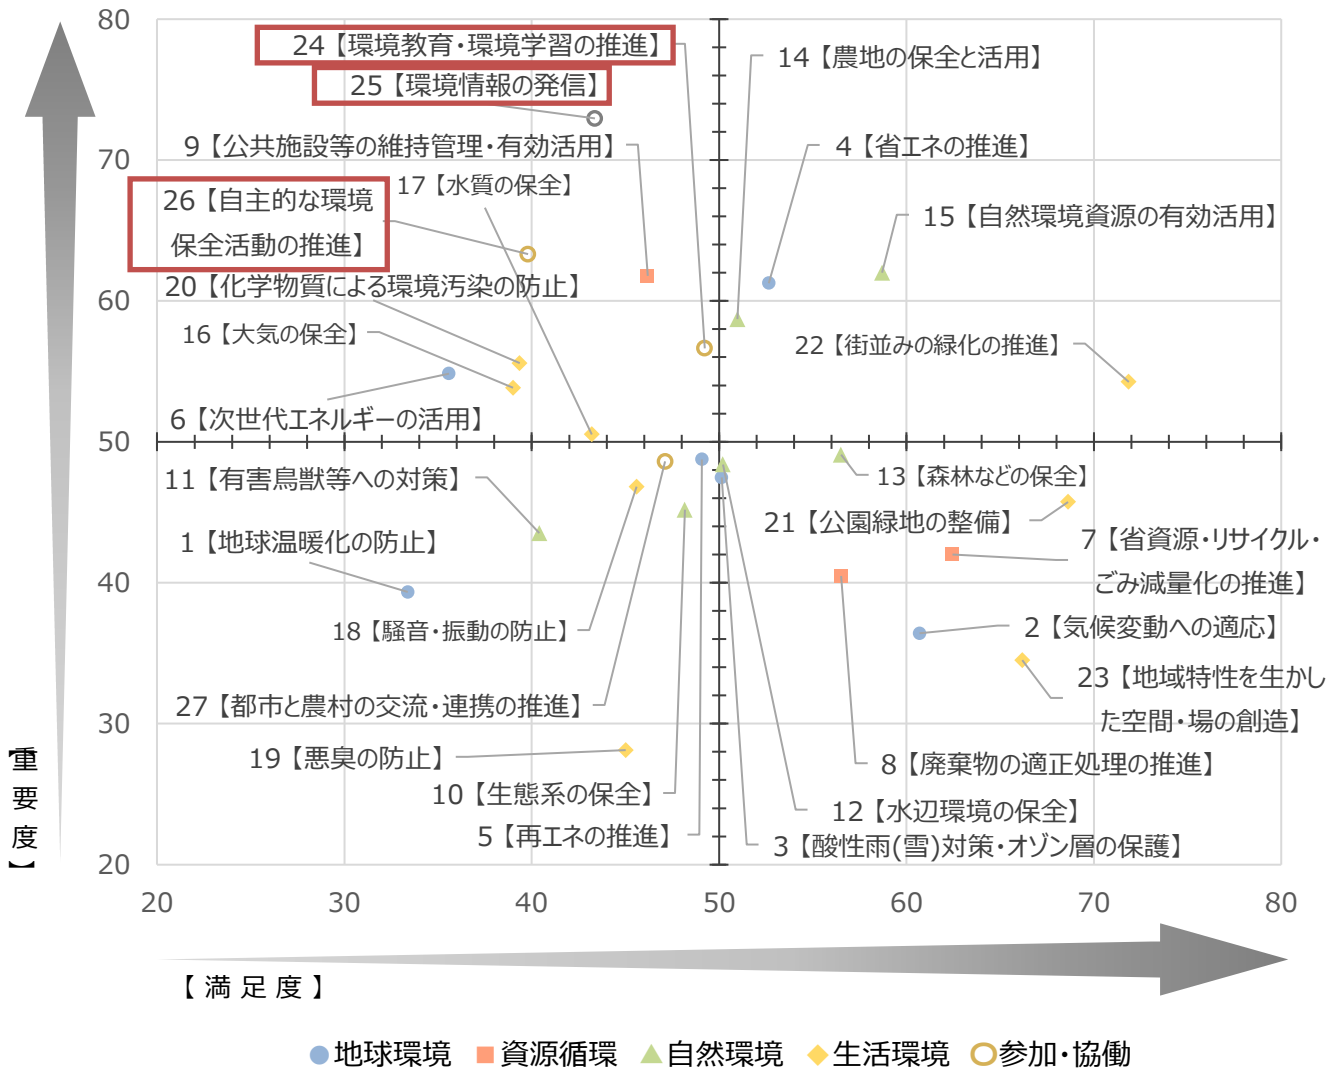 80
24【環境教育・環境学習の推進】
14【農地の保全と活用】
25【環境情報の発信】
9【公共施設等の維持管理・有効活用】
4【省エネの推進】
70
17【水質の保全】
26【自主的な環境
保全活動の推進】
15【自然環境資源の有効活用】
20【化学物質による環境汚染の防止】
60
16【大気の保全】
22【街並みの緑化の推進】
6【次世代エネルギーの活用】
50
11【有害鳥獣等への対策】
13【森林などの保全】
21【公園緑地の整備】
1【地球温暖化の防止】
7【省資源・リサイクル・
ごみ減量化の推進】
40
18【騒音・振動の防止】
2【気候変動への適応】
23【地域特性を生かし
た空間・場の創造】
27【都市と農村の交流・連携の推進】
30
19【悪臭の防止】
8【廃棄物の適正処理の推進】
10【生態系の保全】
12【水辺環境の保全】
5【再エネの推進】
3【酸性雨(雪)対策・オゾン層の保護】
20
【重要度】
20 30 40 50 60 70 80
【満足度】
地球環境 資源循環 自然環境 生活環境 参加・協働